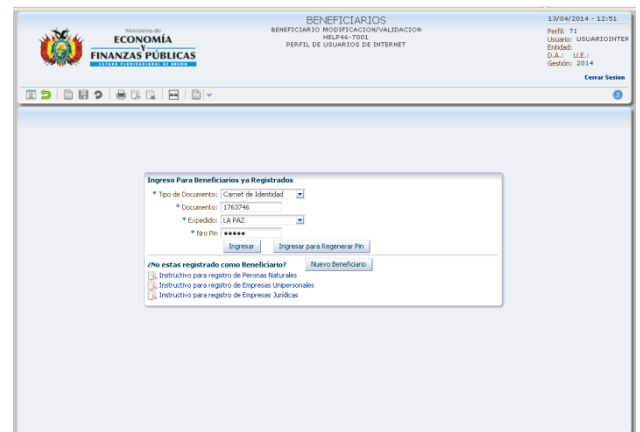 Ministerio de
ECONOMÍA
Y
FINANZAS PÚBLICAS
ESTADO PLURINACIONAL DE BOLIVIA
BENEFICIARIOS
BENEFICIARIO MODIFICACION/VALIDACION
HELP46-7001
PERFIL DE USUARIOS DE INTERNET
13/04/2014 - 12:51
Perfil: 71
Usuario: USUARIOINTER
Entidad:
D.A.: U.E.:
Gestión: 2014
Cerrar Sesion
Ingreso Para Beneficiarios ya Registrados
* Tipo de Documento: Carnet de Identidad
* Documento: 1763746
* Expedido: LA PAZ
* Nro Pin •••••
Ingresar Ingresar para Regenerar Pin
¿No estas registrado como Beneficiario? Nuevo Beneficiario
Instructivo para registro de Peronas Naturales
Instructivo para registro de Empresas Unipersonales
Instructivo para registro de Empresas Jurídicas